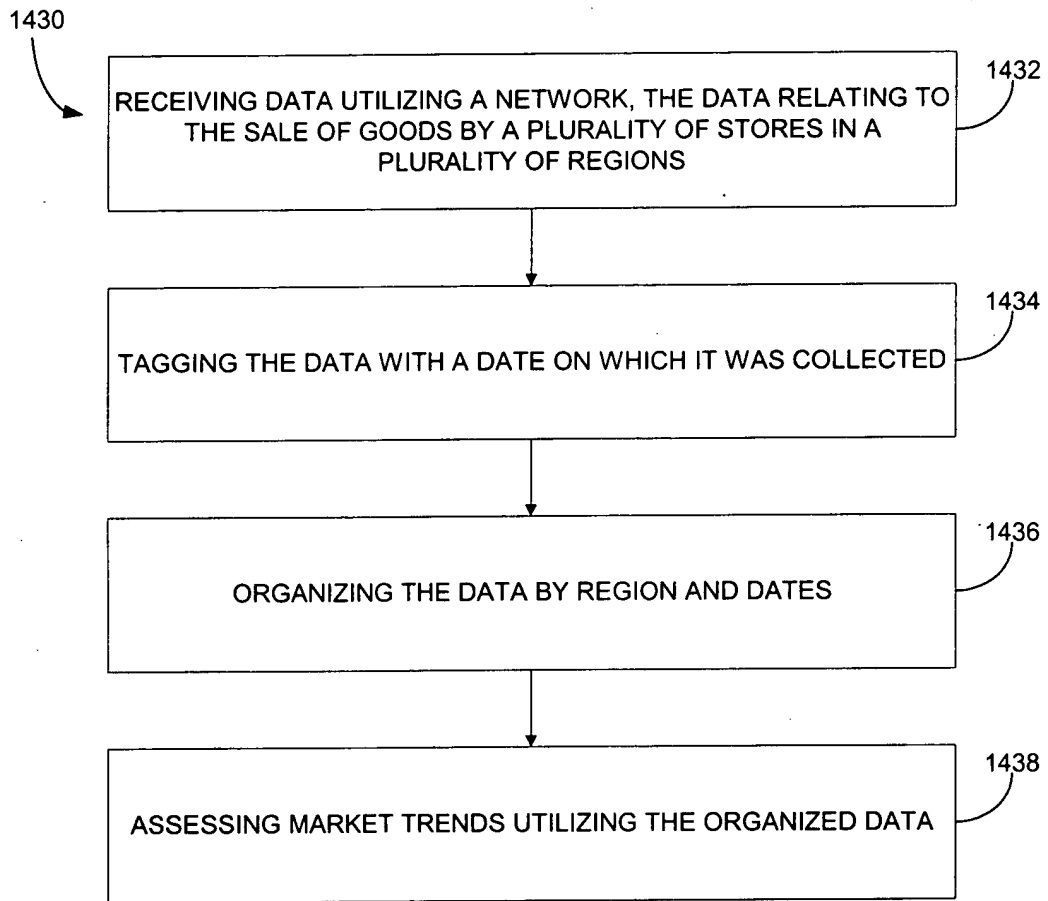 1430
1432
RECEIVING DATA UTILIZING A NETWORK, THE DATA RELATING TO
THE SALE OF GOODS BY A PLURALITY OF STORES IN A
PLURALITY OF REGIONS
1434
TAGGING THE DATA WITH A DATE ON WHICH IT WAS COLLECTED
1436
ORGANIZING THE DATA BY REGION AND DATES
1438
ASSESSING MARKET TRENDS UTILIZING THE ORGANIZED DATA